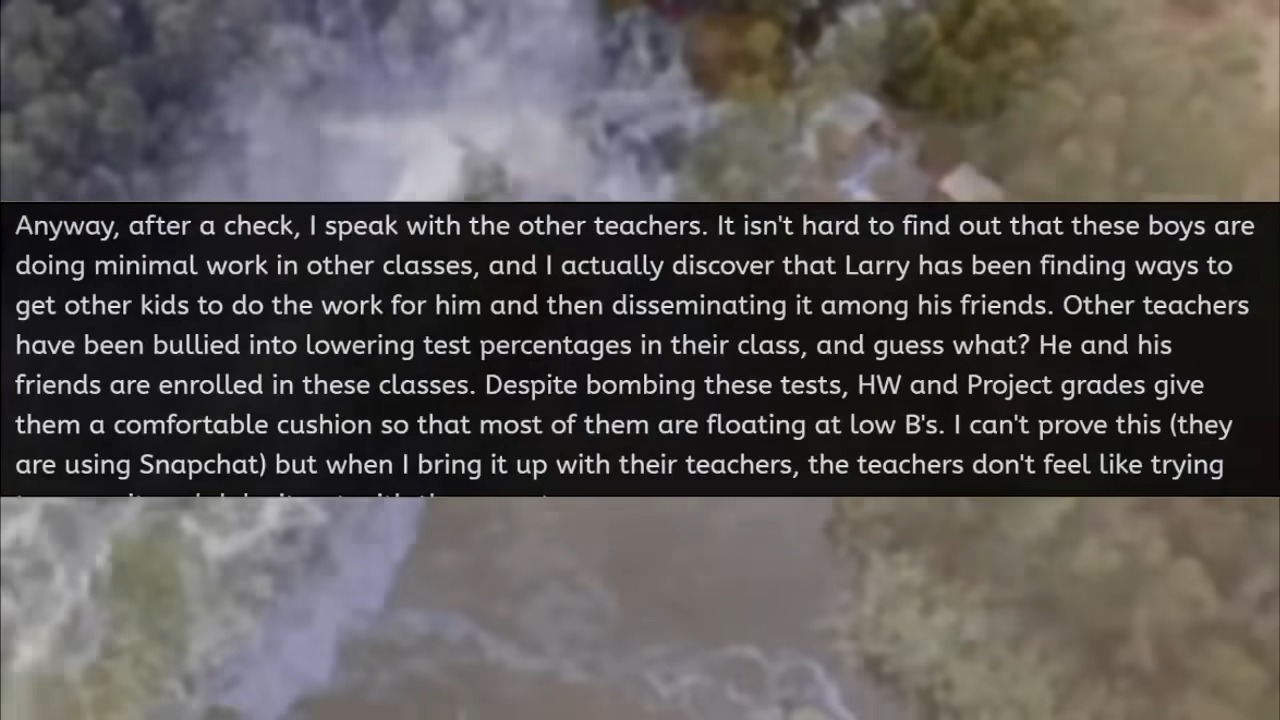 Anyway, after a check, I speak with the other teachers. It isn't hard to find out that these boys are
doing minimal work in other classes, and I actually discover that Larry has been finding ways to
get other kids to do the work for him and then disseminating it among his friends. Other teachers
have been bullied into lowering test percentages in their class, and guess what? He and his
friends are enrolled in these classes. Despite bombing these tests, HW and Project grades give
them a comfortable cushion so that most of them are floating at low B's. I can't prove this (they
are using Snapchat) but when I bring it up with their teachers, the teachers don't feel like trying